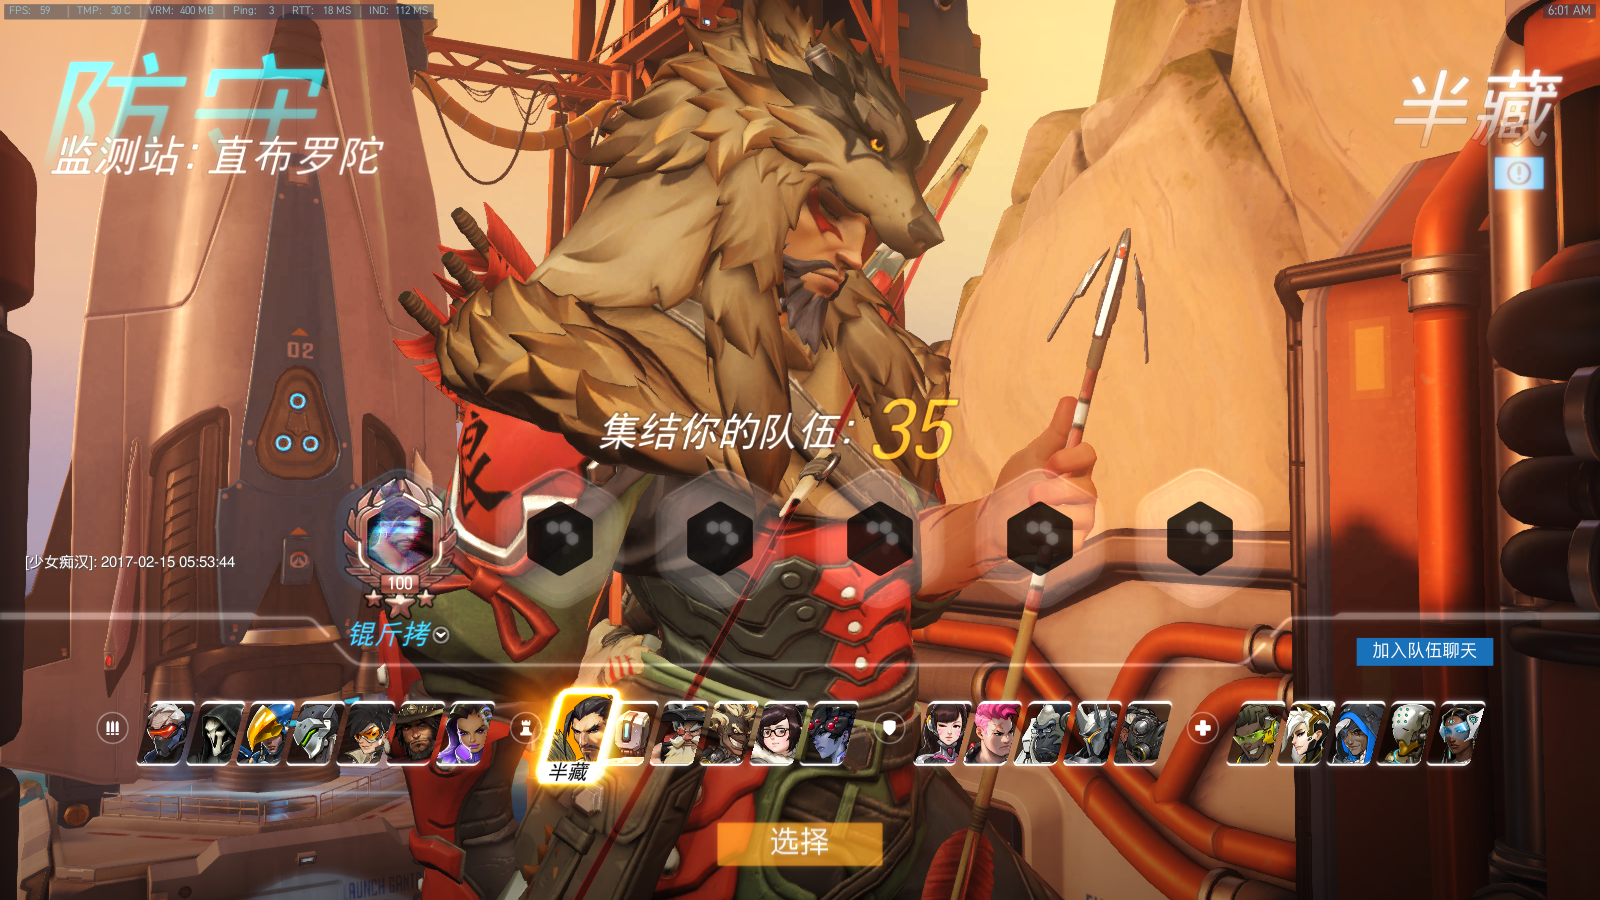 FPS: 59 | TMP: 30 C | VRM: 400 MB | Ping: 3 | RTT: 18 MS | IND: 112 MS
6:01 AM
防守
监测站：直布罗陀
半藏
02
狼
集结你的队伍：35
[少女痴汉]: 2017-02-15 05:53:44
100
锟斤拷
加入队伍聊天
半藏
选择